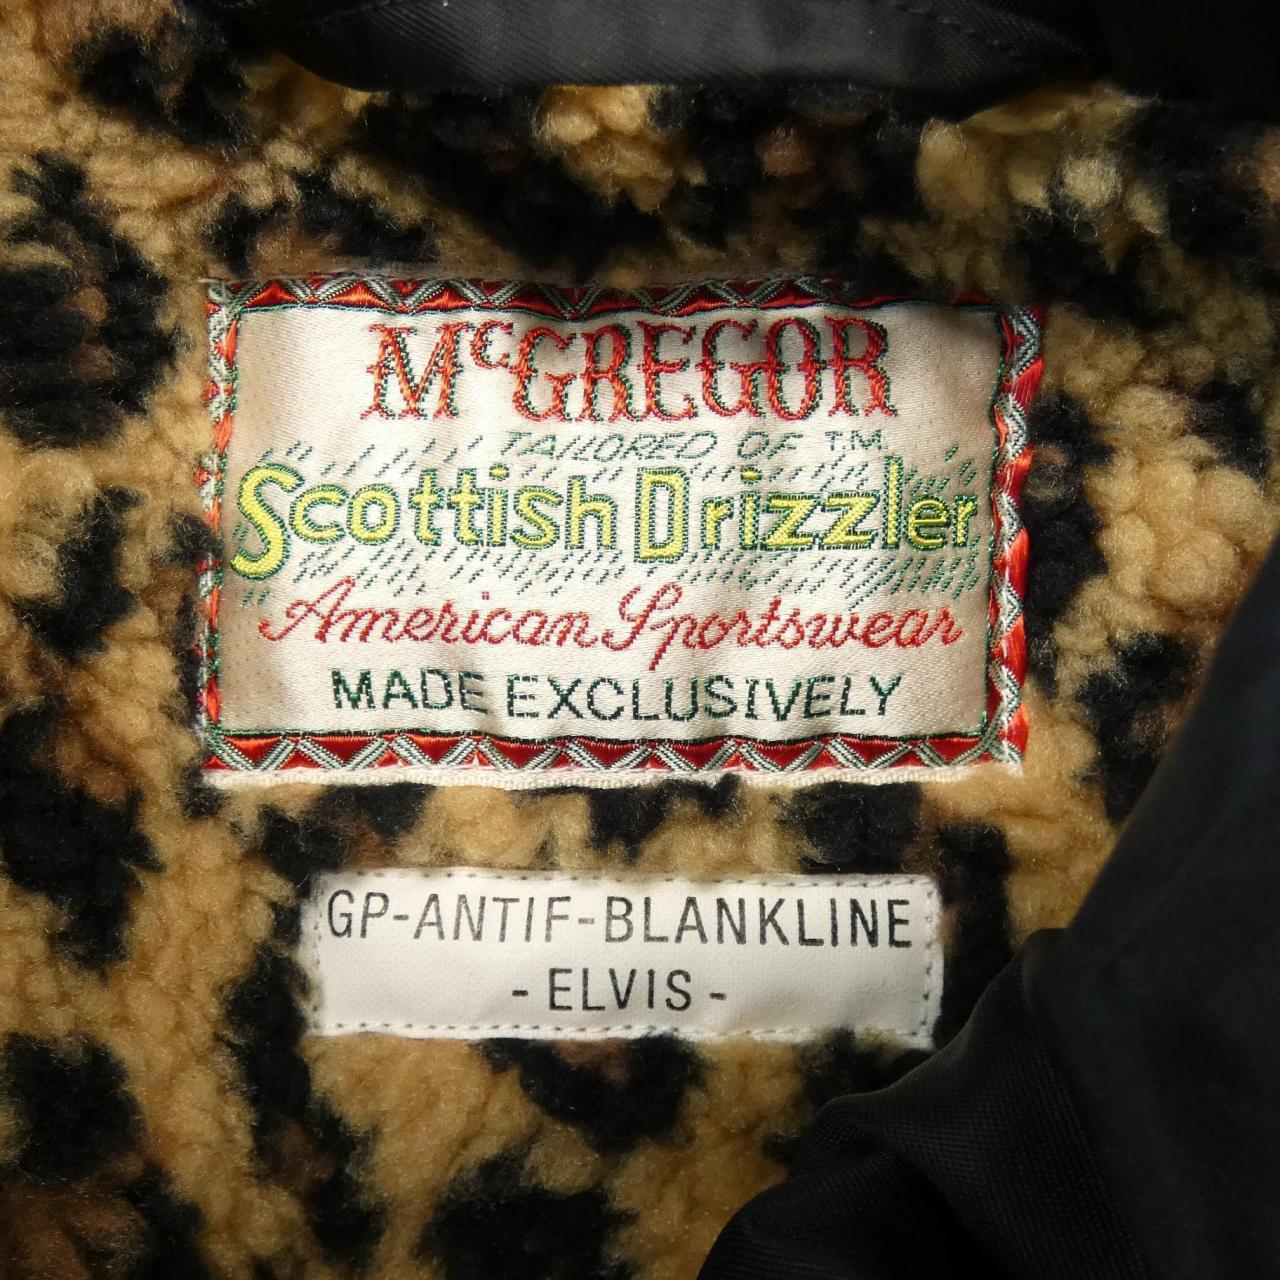 McGREGOR
TAILORED OF T.M.
Scottish Drizzler
American Sportswear
MADE EXCLUSIVELY
GP-ANTIF-BLANKLINE
- ELVIS -